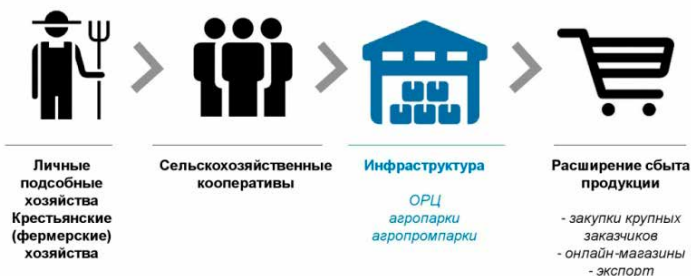 Личные
подсобные
хозяйства
Крестьянские
(фермерские)
хозяйства
Сельскохозяйственные
кооперативы
Инфраструктура
ОРЦ
агропарки
агропромпарки
Расширение сбыта
продукции
- закупки крупных
заказчиков
- онлайн-магазины
- экспорт